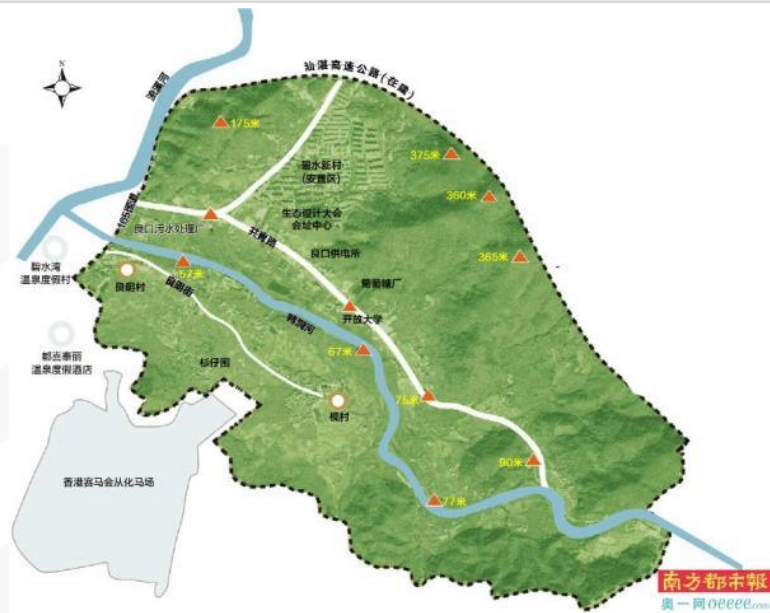 N
汕湛高速公路(在建)
流溪河
175米
375米
碧水新村
(安置区)
360米
105国道
生态设计大会
会址中心
良口污水处理厂
共青路
良口供电所
365米
碧水湾
温泉度假村
57米
葡萄糖厂
良明村
良明街
开放大学
鸭洞河
67米
都喜泰丽
温泉度假酒店
杉仔围
75米
枧村
90米
香港赛马会从化马场
77米
南方都市報
奥一网oeeee.com